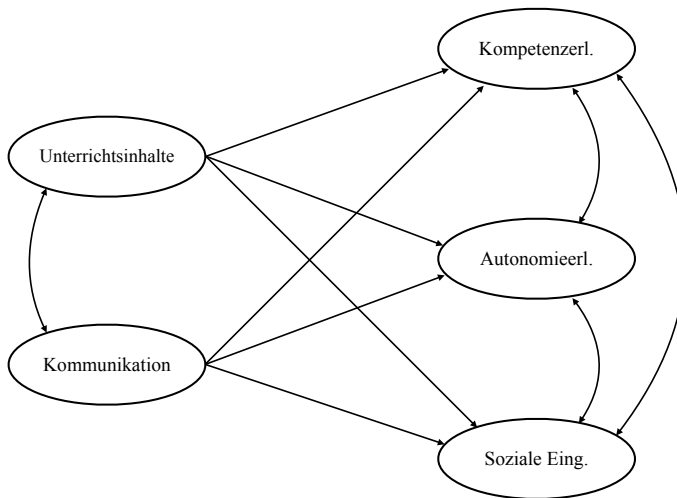 Kompetenzerl.
Unterrichtsinhalte
Autonomieerl.
Kommunikation
Soziale Eing.